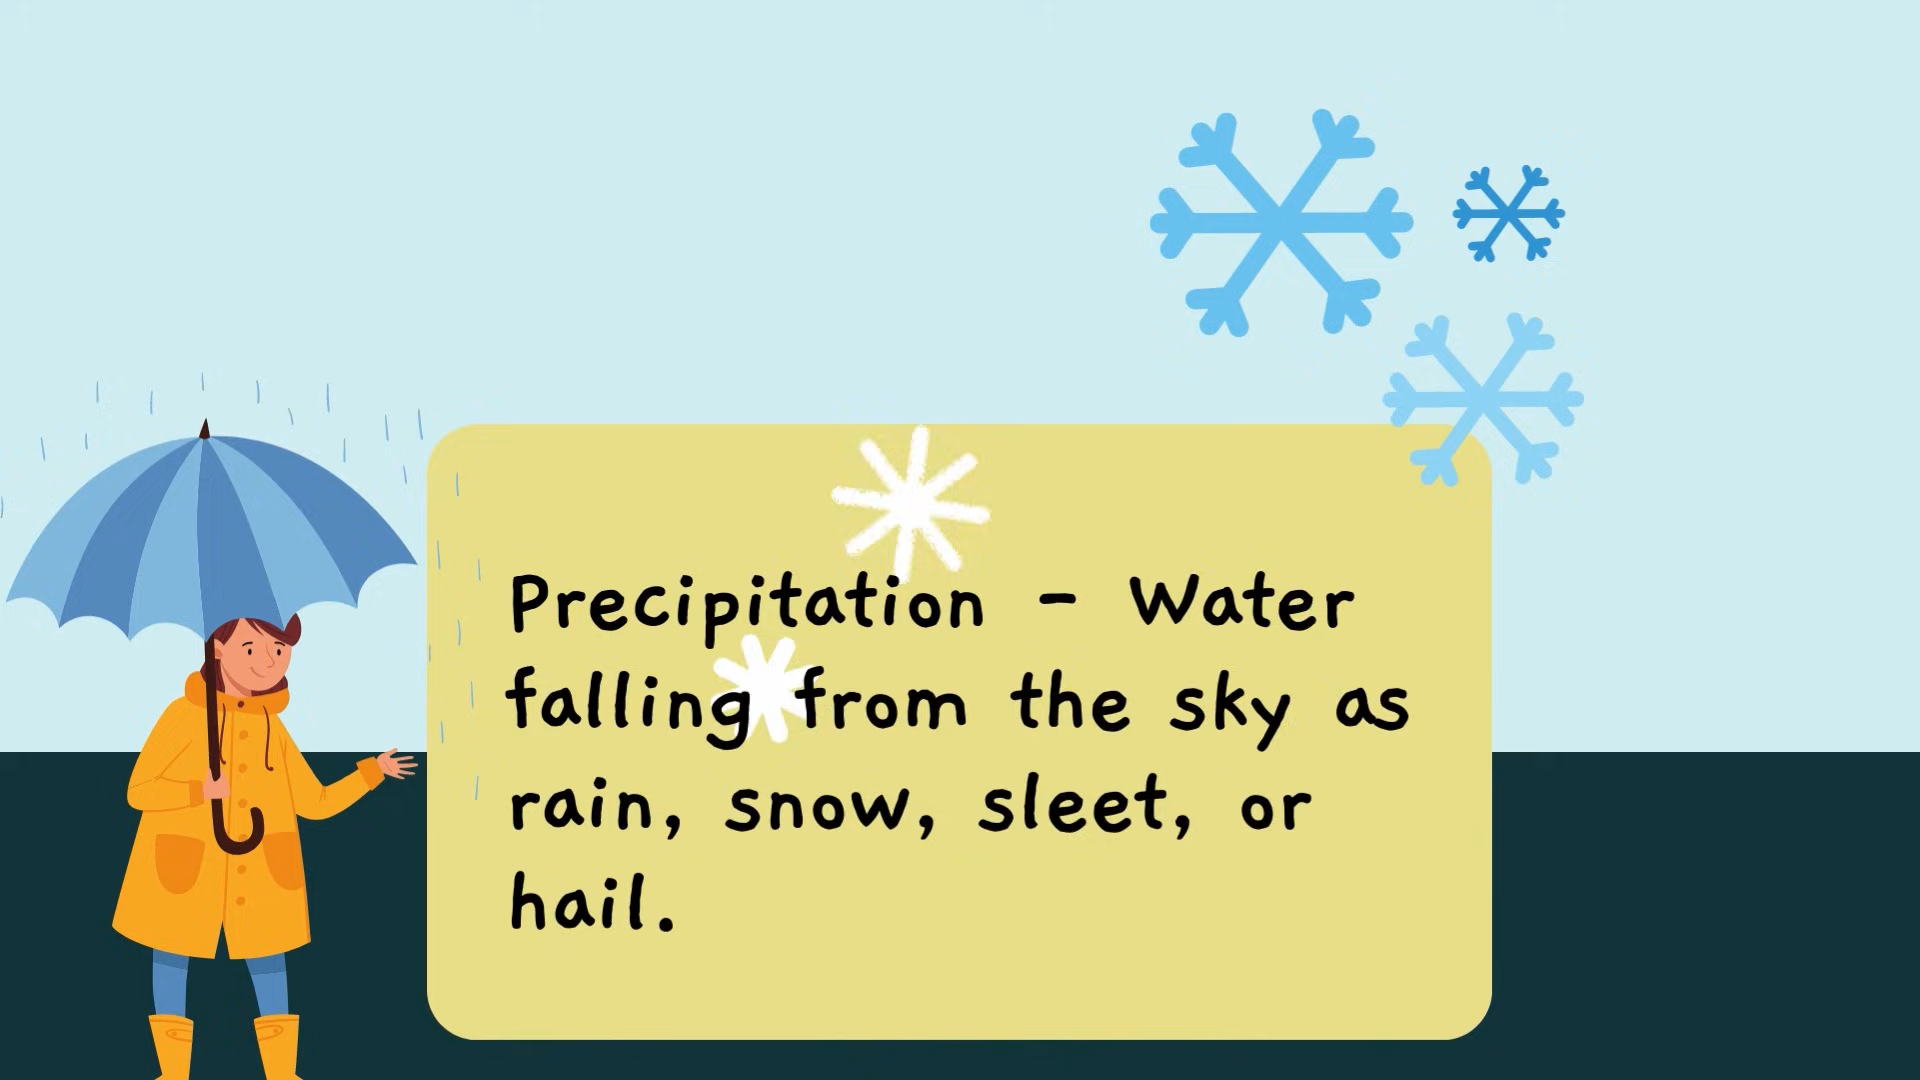 Precipitation - Water
falling from the sky as
rain, snow, sleet, or
hail.